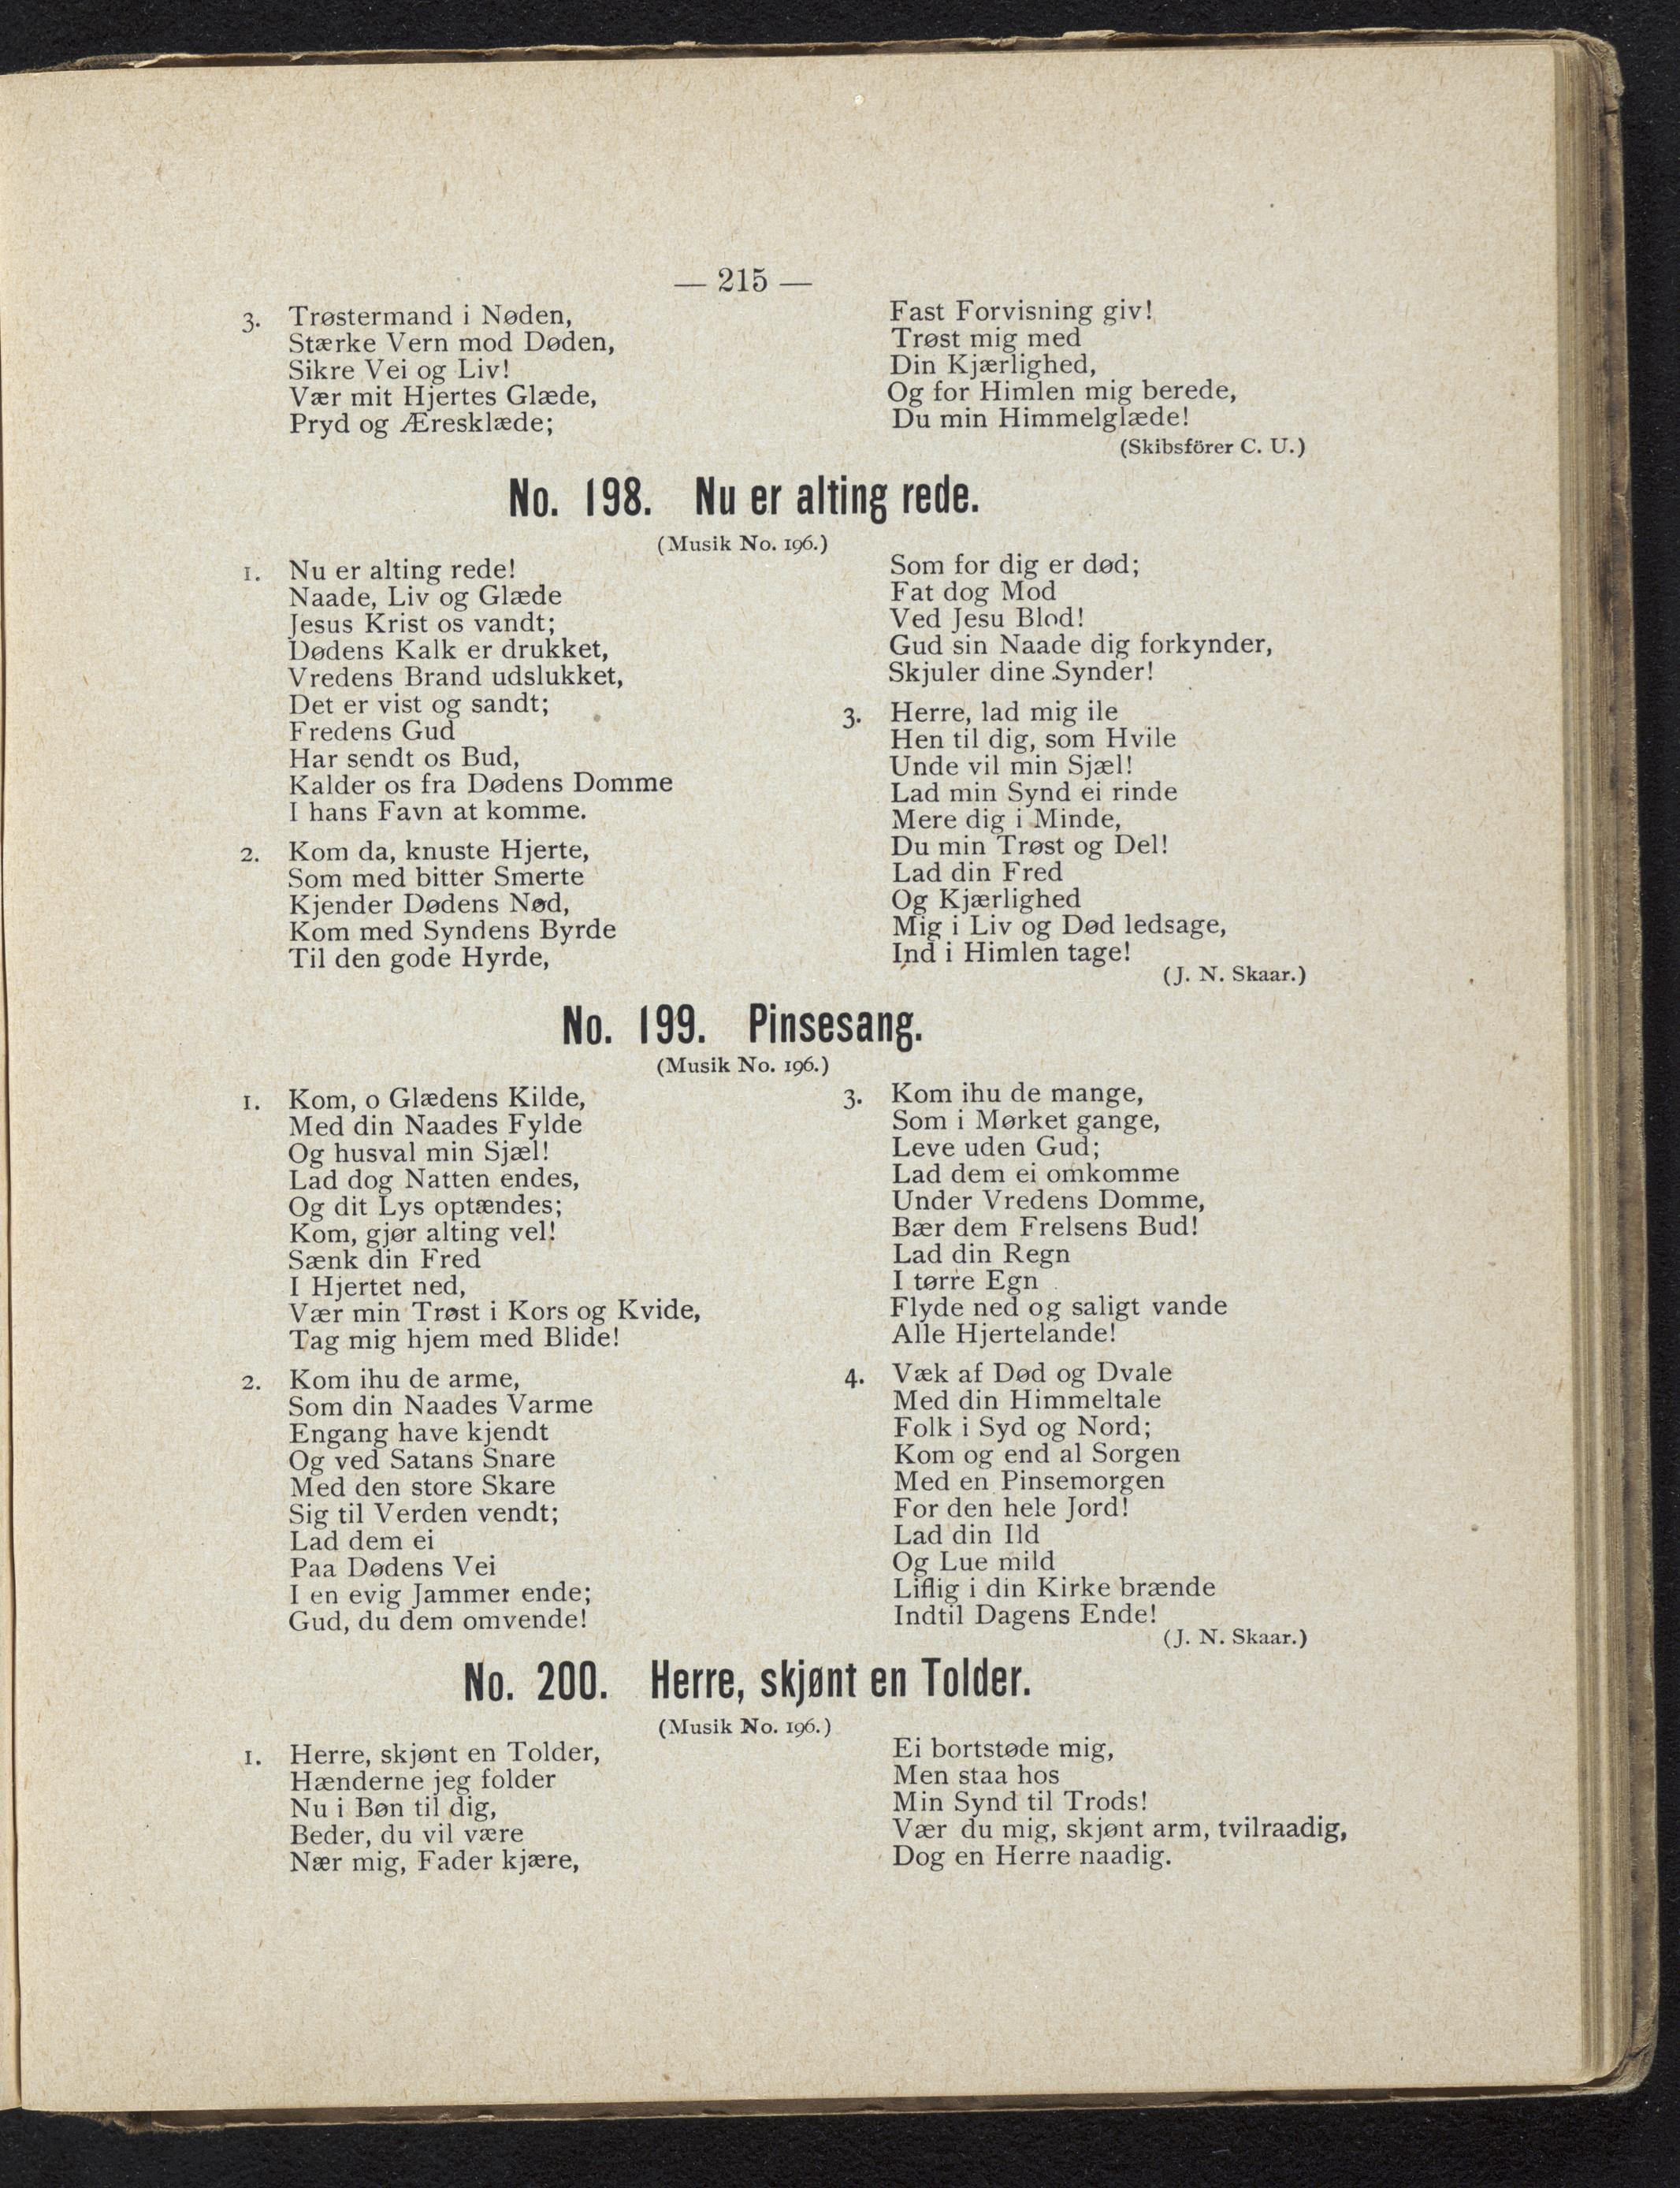 — 215 —
3. Trøstermand i Nøden,
Stærke Vern mod Døden,
Sikre Vei og Liv!
Vær mit Hjertes Glæde,
Pryd og Æresklæde;
Fast Forvisning giv!
Trøst mig med
Din Kjærlighed,
Og for Himlen mig berede,
Du min Himmelglæde!
(Skibsförer C. U.)
No. 198. Nu er alting rede.
(Musik No. 196.)
1. Nu er alting rede!
Naade, Liv og Glæde
Jesus Krist os vandt;
Dødens Kalk er drukket,
Vredens Brand udslukket,
Det er vist og sandt;
Fredens Gud
Har sendt os Bud,
Kalder os fra Dødens Domme
I hans Favn at komme.
2. Kom da, knuste Hjerte,
Som med bitter Smerte
Kjender Dødens Nød,
Kom med Syndens Byrde
Til den gode Hyrde,
Som for dig er død;
Fat dog Mod
Ved Jesu Blod!
Gud sin Naade dig forkynder,
Skjuler dine Synder!
3. Herre, lad mig ile
Hen til dig, som Hvile
Unde vil min Sjæl!
Lad min Synd ei rinde
Mere dig i Minde,
Du min Trøst og Del!
Lad din Fred
Og Kjærlighed
Mig i Liv og Død ledsage,
Ind i Himlen tage!
(J. N. Skaar.)
No. 199. Pinsesang.
(Musik No. 196.)
1. Kom, o Glædens Kilde,
Med din Naades Fylde
Og husval min Sjæl!
Lad dog Natten endes,
Og dit Lys optændes;
Kom, gjør alting vel!
Sænk din Fred
I Hjertet ned,
Vær min Trøst i Kors og Kvide,
Tag mig hjem med Blide!
2. Kom ihu de arme,
Som din Naades Varme
Engang have kjendt
Og ved Satans Snare
Med den store Skare
Sig til Verden vendt;
Lad dem ei
Paa Dødens Vei
I en evig Jammer ende;
Gud, du dem omvende!
3. Kom ihu de mange,
Som i Mørket gange,
Leve uden Gud;
Lad dem ei omkomme
Under Vredens Domme,
Bær dem Frelsens Bud!
Lad din Regn
I tørre Egn
Flyde ned og saligt vande
Alle Hjertelande!
4. Væk af Død og Dvale
Med din Himmeltale
Folk i Syd og Nord;
Kom og end al Sorgen
Med en Pinsemorgen
For den hele Jord!
Lad din Ild
Og Lue mild
Liflig i din Kirke brænde
Indtil Dagens Ende!
(J. N. Skaar.)
No. 200. Herre, skjønt en Tolder.
(Musik No. 196.)
1. Herre, skjønt en Tolder,
Hænderne jeg folder
Nu i Bøn til dig,
Beder, du vil være
Nær mig, Fader kjære,
Ei bortstøde mig,
Men staa hos
Min Synd til Trods!
Vær du mig, skjønt arm, tvilraadig,
Dog en Herre naadig.